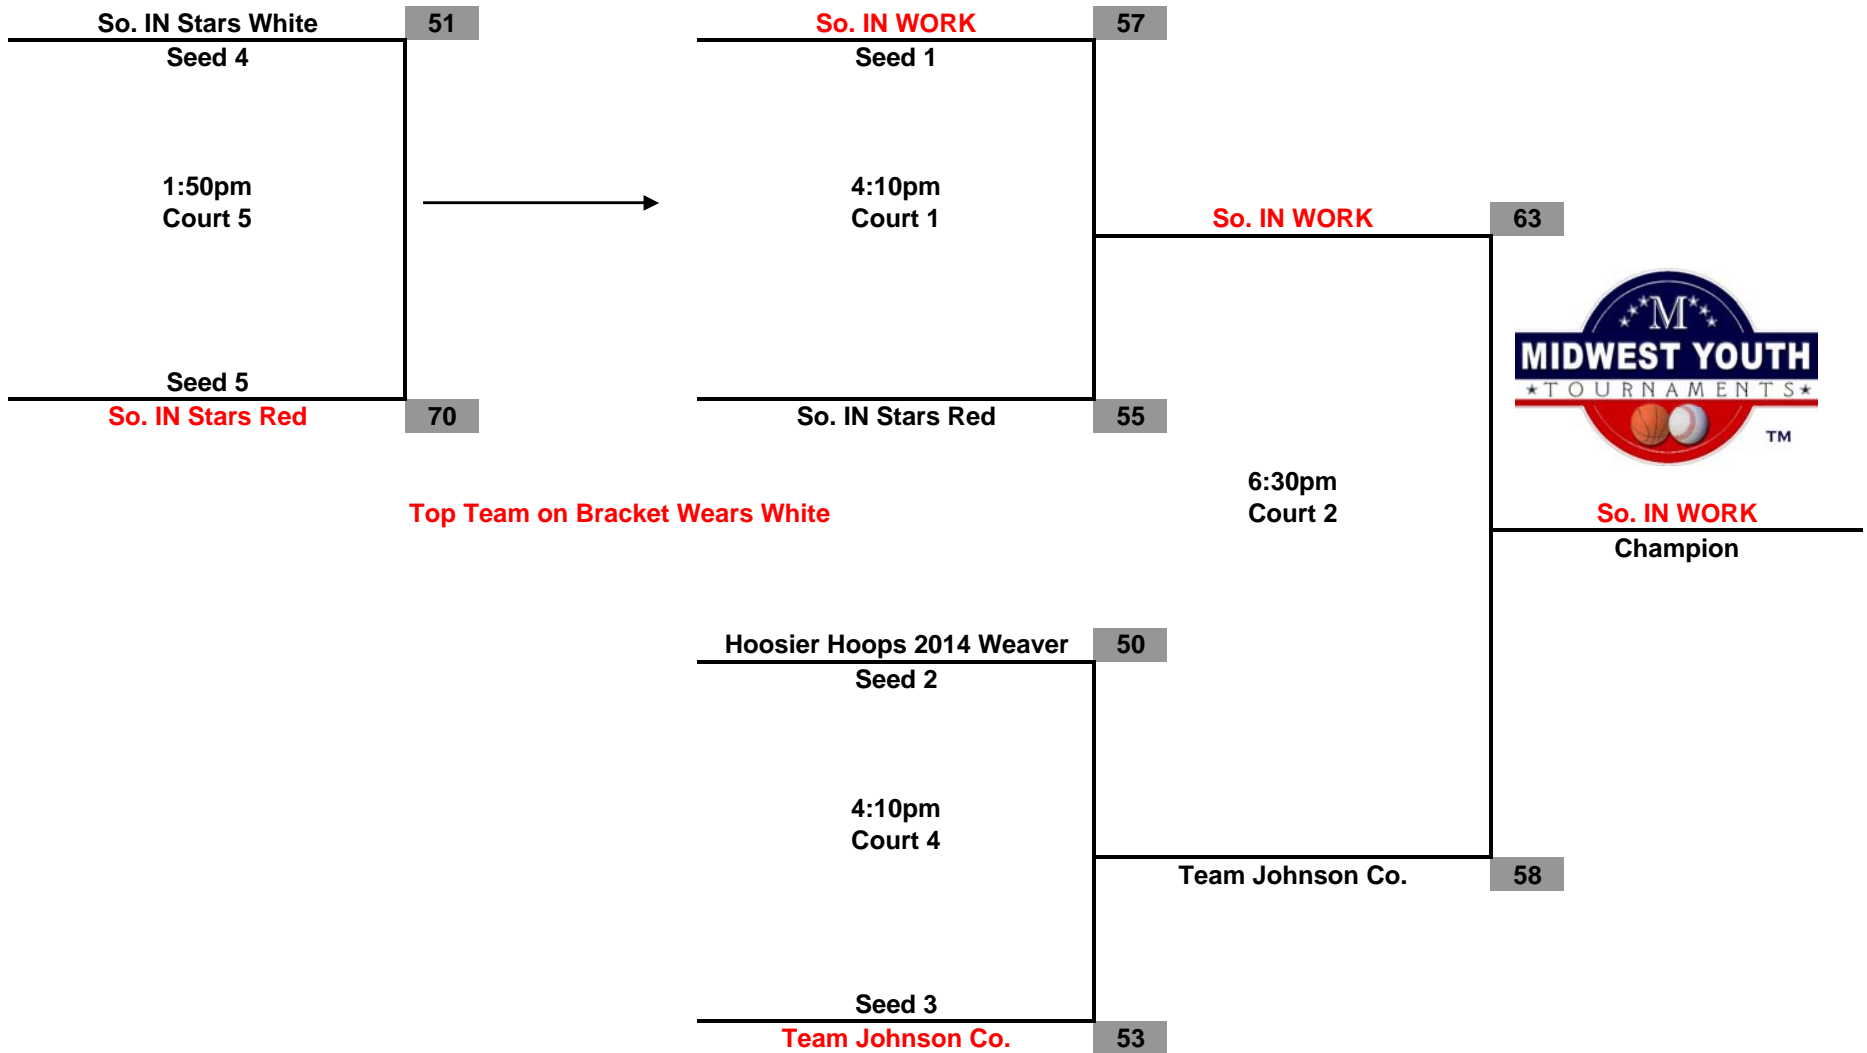 So. IN Stars White 51
Seed 4
1:50pm
Court 5
Seed 5
So. IN Stars Red 70
So. IN WORK 57
Seed 1
4:10pm
Court 1
So. IN Stars Red 55
So. IN WORK 63
M
MIDWEST YOUTH
TOURNAMENTS
TM
6:30pm
Court 2
Top Team on Bracket Wears White
So. IN WORK
Champion
Hoosier Hoops 2014 Weaver 50
Seed 2
4:10pm
Court 4
Team Johnson Co. 58
Seed 3
Team Johnson Co. 53